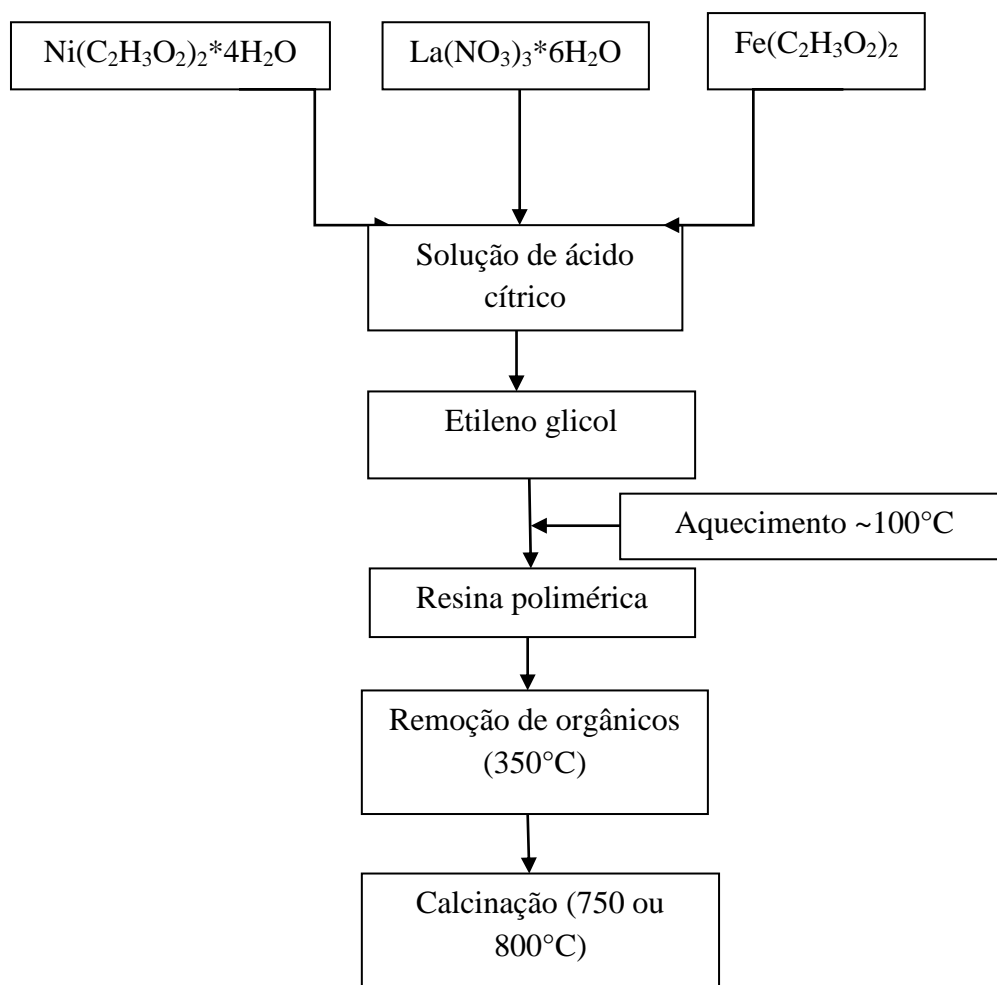 Ni(C₂H₃O₂)₂*4H₂O
La(NO₃)₃*6H₂O
Fe(C₂H₃O₂)₂
Solução de ácido
cítrico
Etileno glicol
Aquecimento ~100°C
Resina polimérica
Remoção de orgânicos
(350°C)
Calcinação (750 ou
800°C)